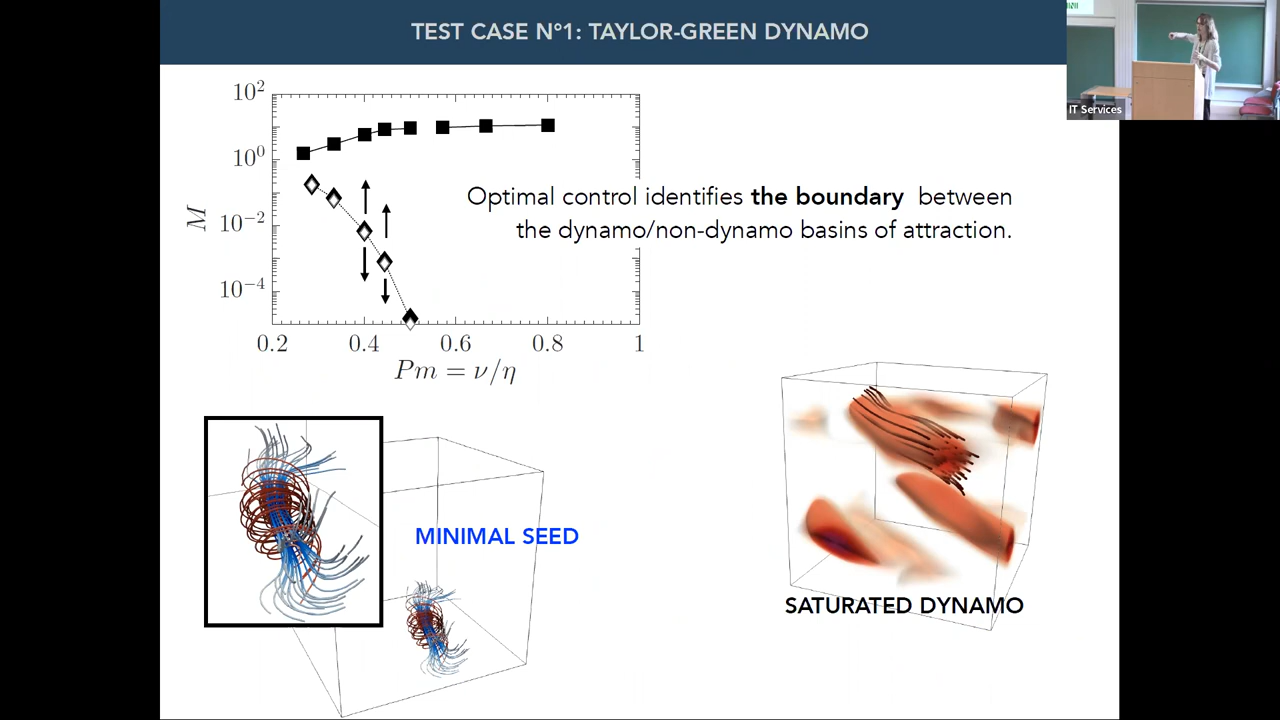 TEST CASE N°1: TAYLOR-GREEN DYNAMO
IT Services
10²
10⁰
10⁻²
10⁻⁴
M
0.2 0.4 0.6 0.8 1
Pm = ν/η
Optimal control identifies the boundary between
the dynamo/non-dynamo basins of attraction.
MINIMAL SEED
SATURATED DYNAMO